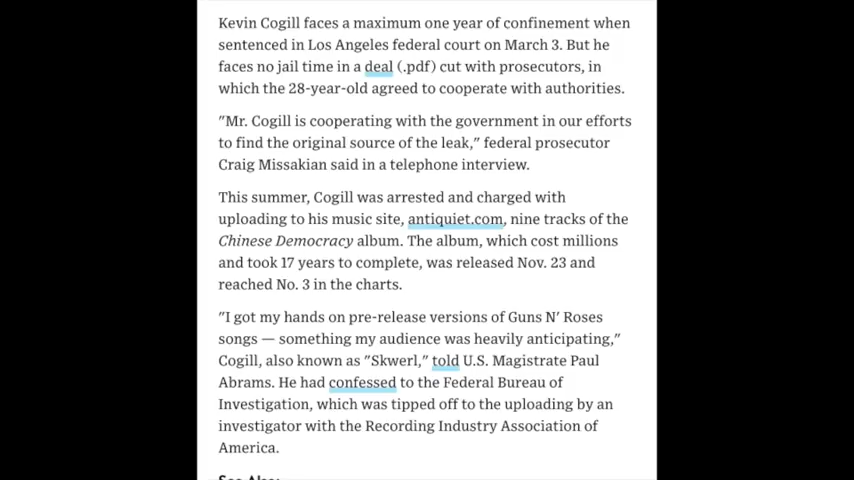 Kevin Cogill faces a maximum one year of confinement when
sentenced in Los Angeles federal court on March 3. But he
faces no jail time in a deal (.pdf) cut with prosecutors, in
which the 28-year-old agreed to cooperate with authorities.
"Mr. Cogill is cooperating with the government in our efforts
to find the original source of the leak," federal prosecutor
Craig Missakian said in a telephone interview.
This summer, Cogill was arrested and charged with
uploading to his music site, antiquiet.com, nine tracks of the
Chinese Democracy album. The album, which cost millions
and took 17 years to complete, was released Nov. 23 and
reached No. 3 in the charts.
"I got my hands on pre-release versions of Guns N' Roses
songs — something my audience was heavily anticipating,"
Cogill, also known as "Skwerl," told U.S. Magistrate Paul
Abrams. He had confessed to the Federal Bureau of
Investigation, which was tipped off to the uploading by an
investigator with the Recording Industry Association of
America.
See Also: